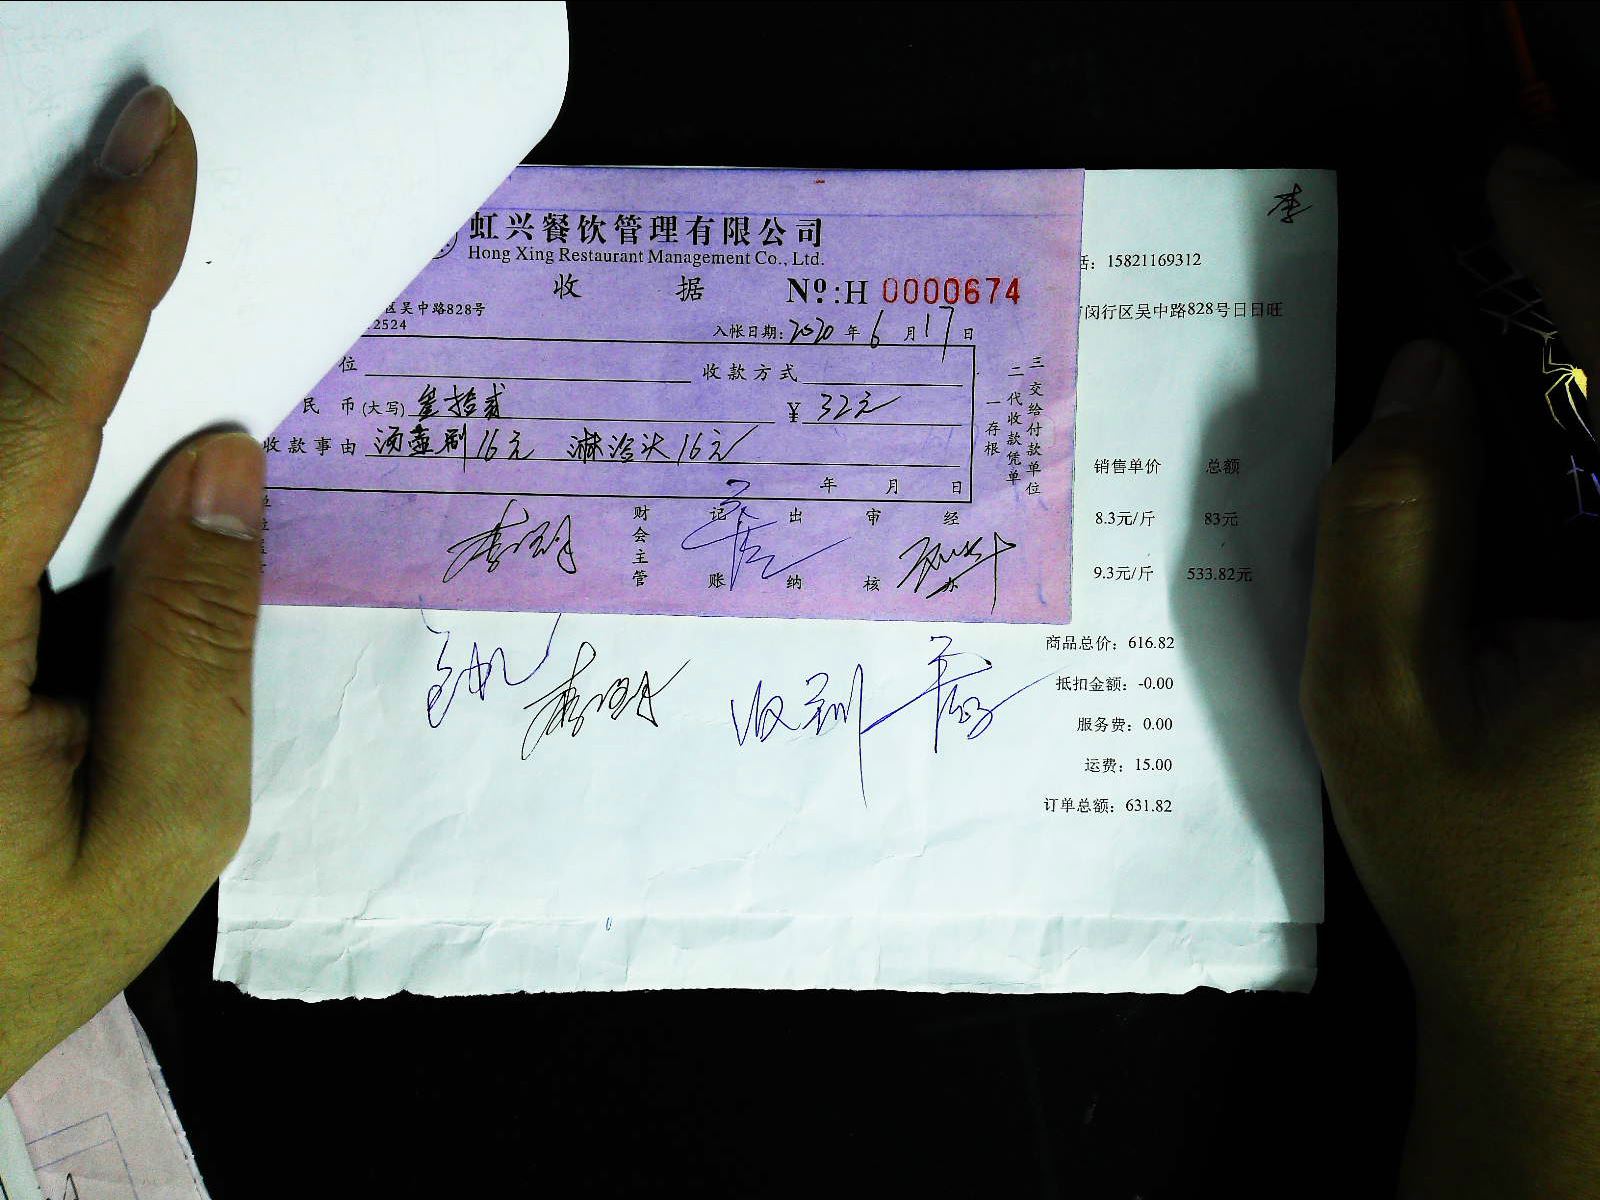 虹兴餐饮管理有限公司
Hong Xing Restaurant Management Co., Ltd.
收据 Nº:H 0000674
区吴中路828号
2524
入帐日期:2020年6月17日
位 收款方式
民币(大写) 叁拾贰 ¥ 32元
收款事由 汤壶刷16元 淋浴头16元
年 月 日
一存根
二代收款凭单
三交给付款单位
财会主管 记账 出纳 审核 经办
李
话：15821169312
闵行区吴中路828号日日旺
销售单价 总额
8.3元/斤 83元
9.3元/斤 533.82元
商品总价：616.82
抵扣金额：-0.00
服务费：0.00
运费：15.00
订单总额：631.82
收到